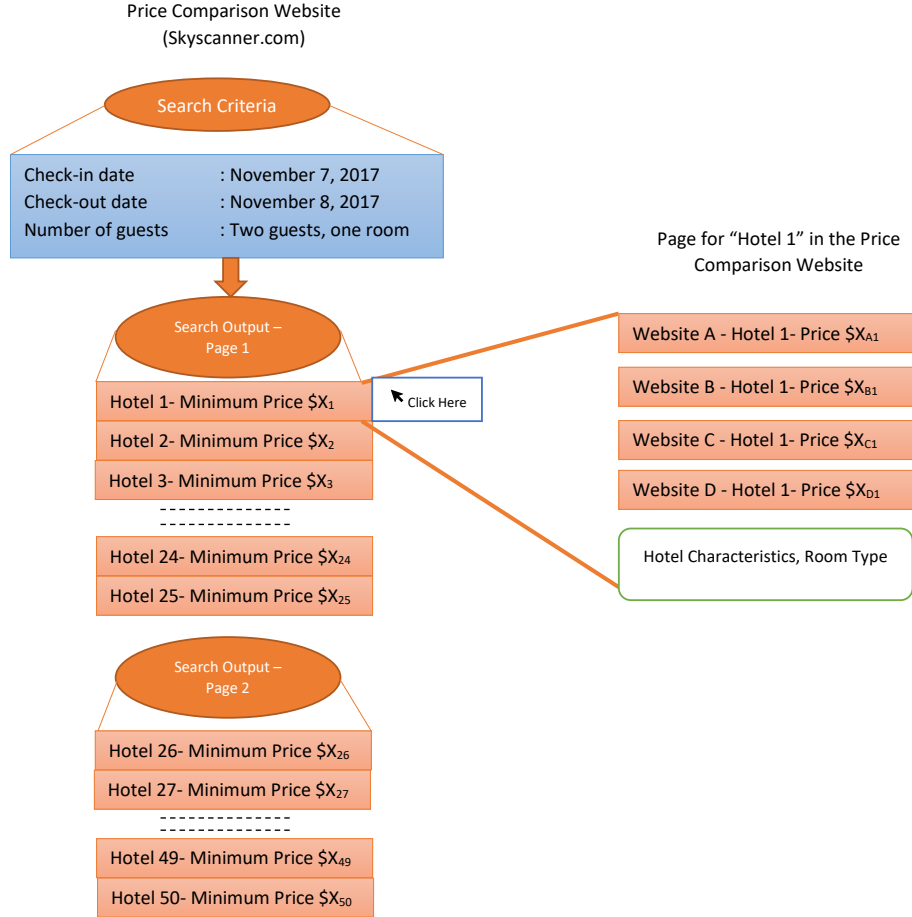 Price Comparison Website
(Skyscanner.com)
Search Criteria
Check-in date : November 7, 2017
Check-out date : November 8, 2017
Number of guests : Two guests, one room
Search Output –
Page 1
Hotel 1- Minimum Price $X₁
Click Here
Hotel 2- Minimum Price $X₂
Hotel 3- Minimum Price $X₃
Hotel 24- Minimum Price $X₂₄
Hotel 25- Minimum Price $X₂₅
Search Output –
Page 2
Hotel 26- Minimum Price $X₂₆
Hotel 27- Minimum Price $X₂₇
Hotel 49- Minimum Price $X₄₉
Hotel 50- Minimum Price $X₅₀
Page for “Hotel 1” in the Price
Comparison Website
Website A - Hotel 1- Price $XA1
Website B - Hotel 1- Price $XB1
Website C - Hotel 1- Price $XC1
Website D - Hotel 1- Price $XD1
Hotel Characteristics, Room Type